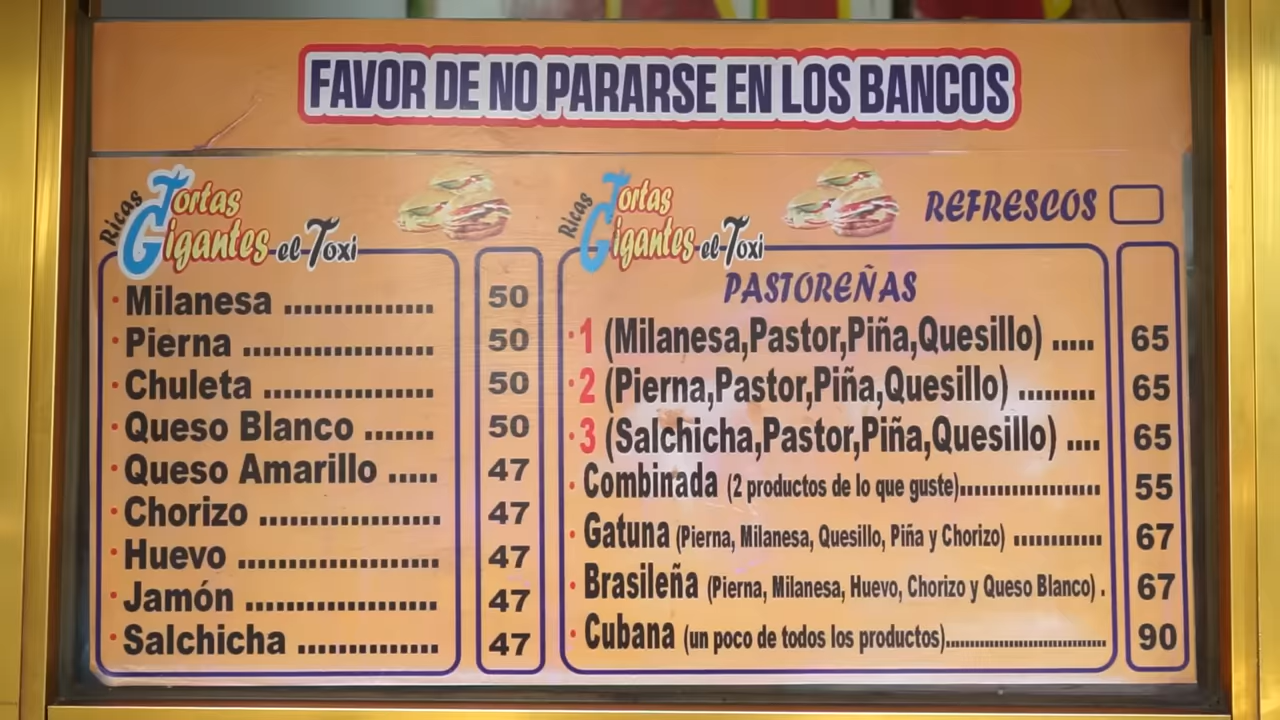 FAVOR DE NO PARARSE EN LOS BANCOS
Ricas Tortas Gigantes el Toxi
·Milanesa ............... 50
·Pierna ................... 50
·Chuleta ................. 50
·Queso Blanco ....... 50
·Queso Amarillo ..... 47
·Chorizo .................. 47
·Huevo .................... 47
·Jamón ................... 47
·Salchicha .............. 47
Ricas Tortas Gigantes el Toxi
REFRESCOS
PASTOREÑAS
·1 (Milanesa,Pastor,Piña,Quesillo) ..... 65
·2 (Pierna,Pastor,Piña,Quesillo) ......... 65
·3 (Salchicha,Pastor,Piña,Quesillo) .... 65
·Combinada (2 productos de lo que guste)..................... 55
·Gatuna (Pierna, Milanesa, Quesillo, Piña y Chorizo) ............. 67
·Brasileña (Pierna, Milanesa, Huevo, Chorizo y Queso Blanco) . 67
·Cubana (un poco de todos los productos)................................ 90